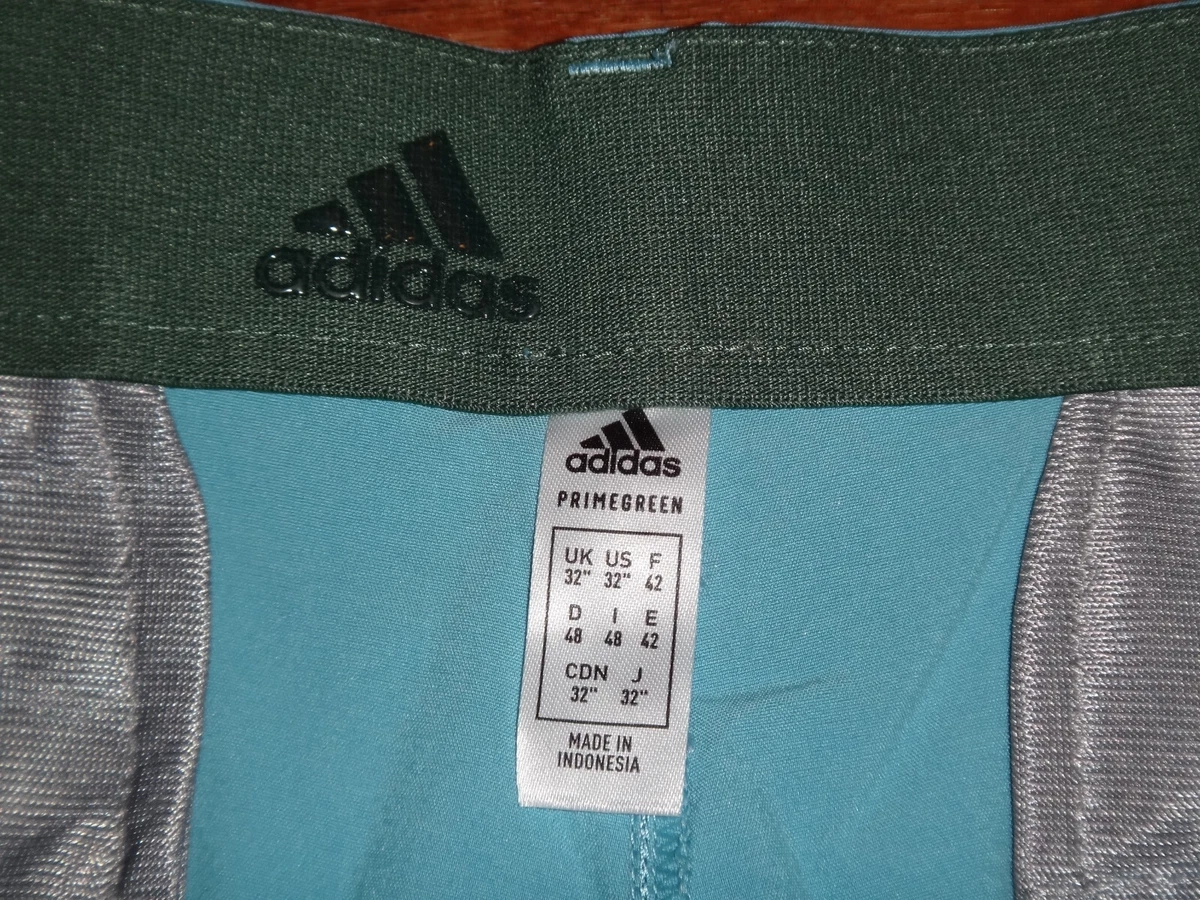 adidas
adidas
PRIMEGREEN
UK US F
32" 32" 42
D I E
48 48 42
CDN J
32" 32"
MADE IN
INDONESIA